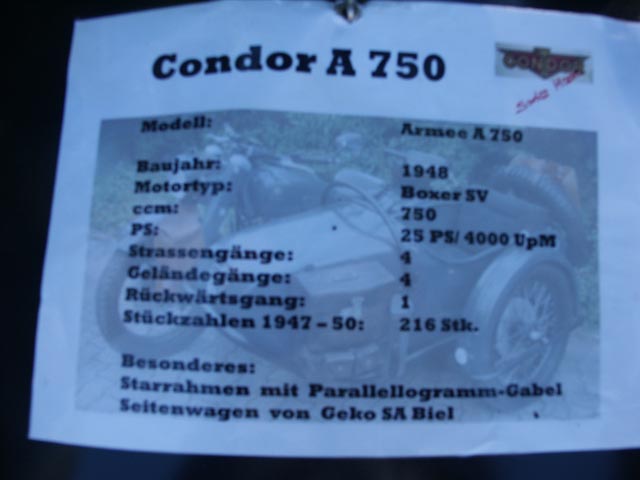 Condor A 750
CONDOR
Modell: Armee A 750
Baujahr: 1948
Motortyp: Boxer SV
ccm: 750
PS: 25 PS/ 4000 UpM
Strassengänge: 4
Geländegänge: 4
Rückwärtsgang: 1
Stückzahlen 1947 – 50: 216 Stk.
Besonderes:
Starrahmen mit Parallellogramm-Gabel
Seitenwagen von Geko SA Biel